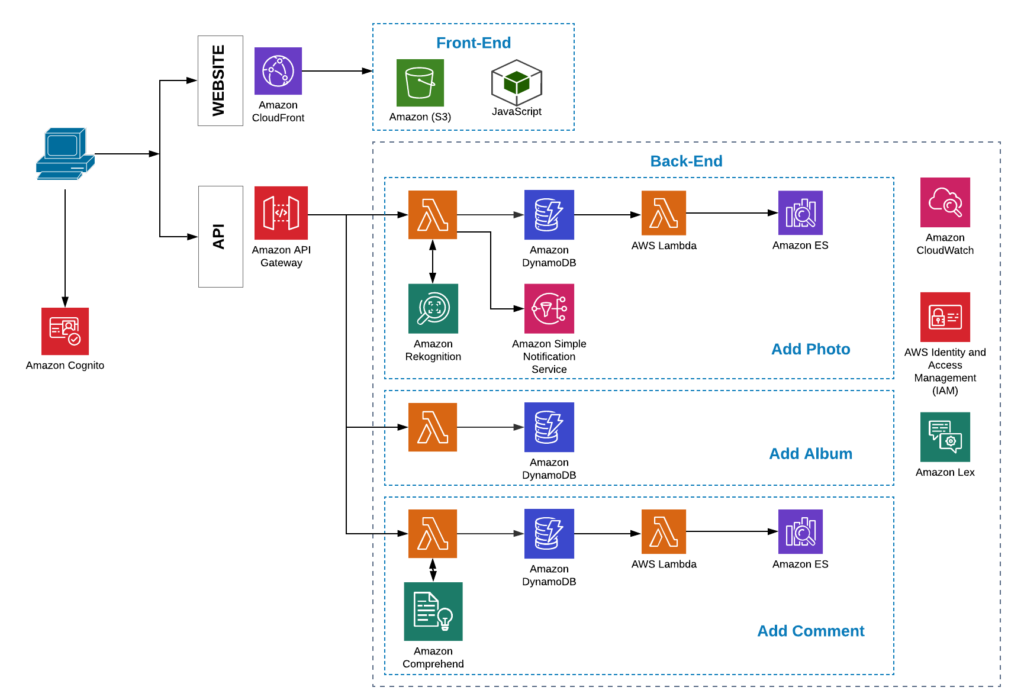 Front-End
WEBSITE
Amazon
CloudFront
Amazon (S3)
JavaScript
Back-End
API
Amazon API
Gateway
Amazon
DynamoDB
AWS Lambda
Amazon ES
Amazon
CloudWatch
Amazon
Rekognition
Amazon Simple
Notification
Service
Add Photo
AWS Identity and
Access
Management
(IAM)
Amazon Cognito
Amazon
DynamoDB
Add Album
Amazon Lex
Amazon
DynamoDB
AWS Lambda
Amazon ES
Amazon
Comprehend
Add Comment